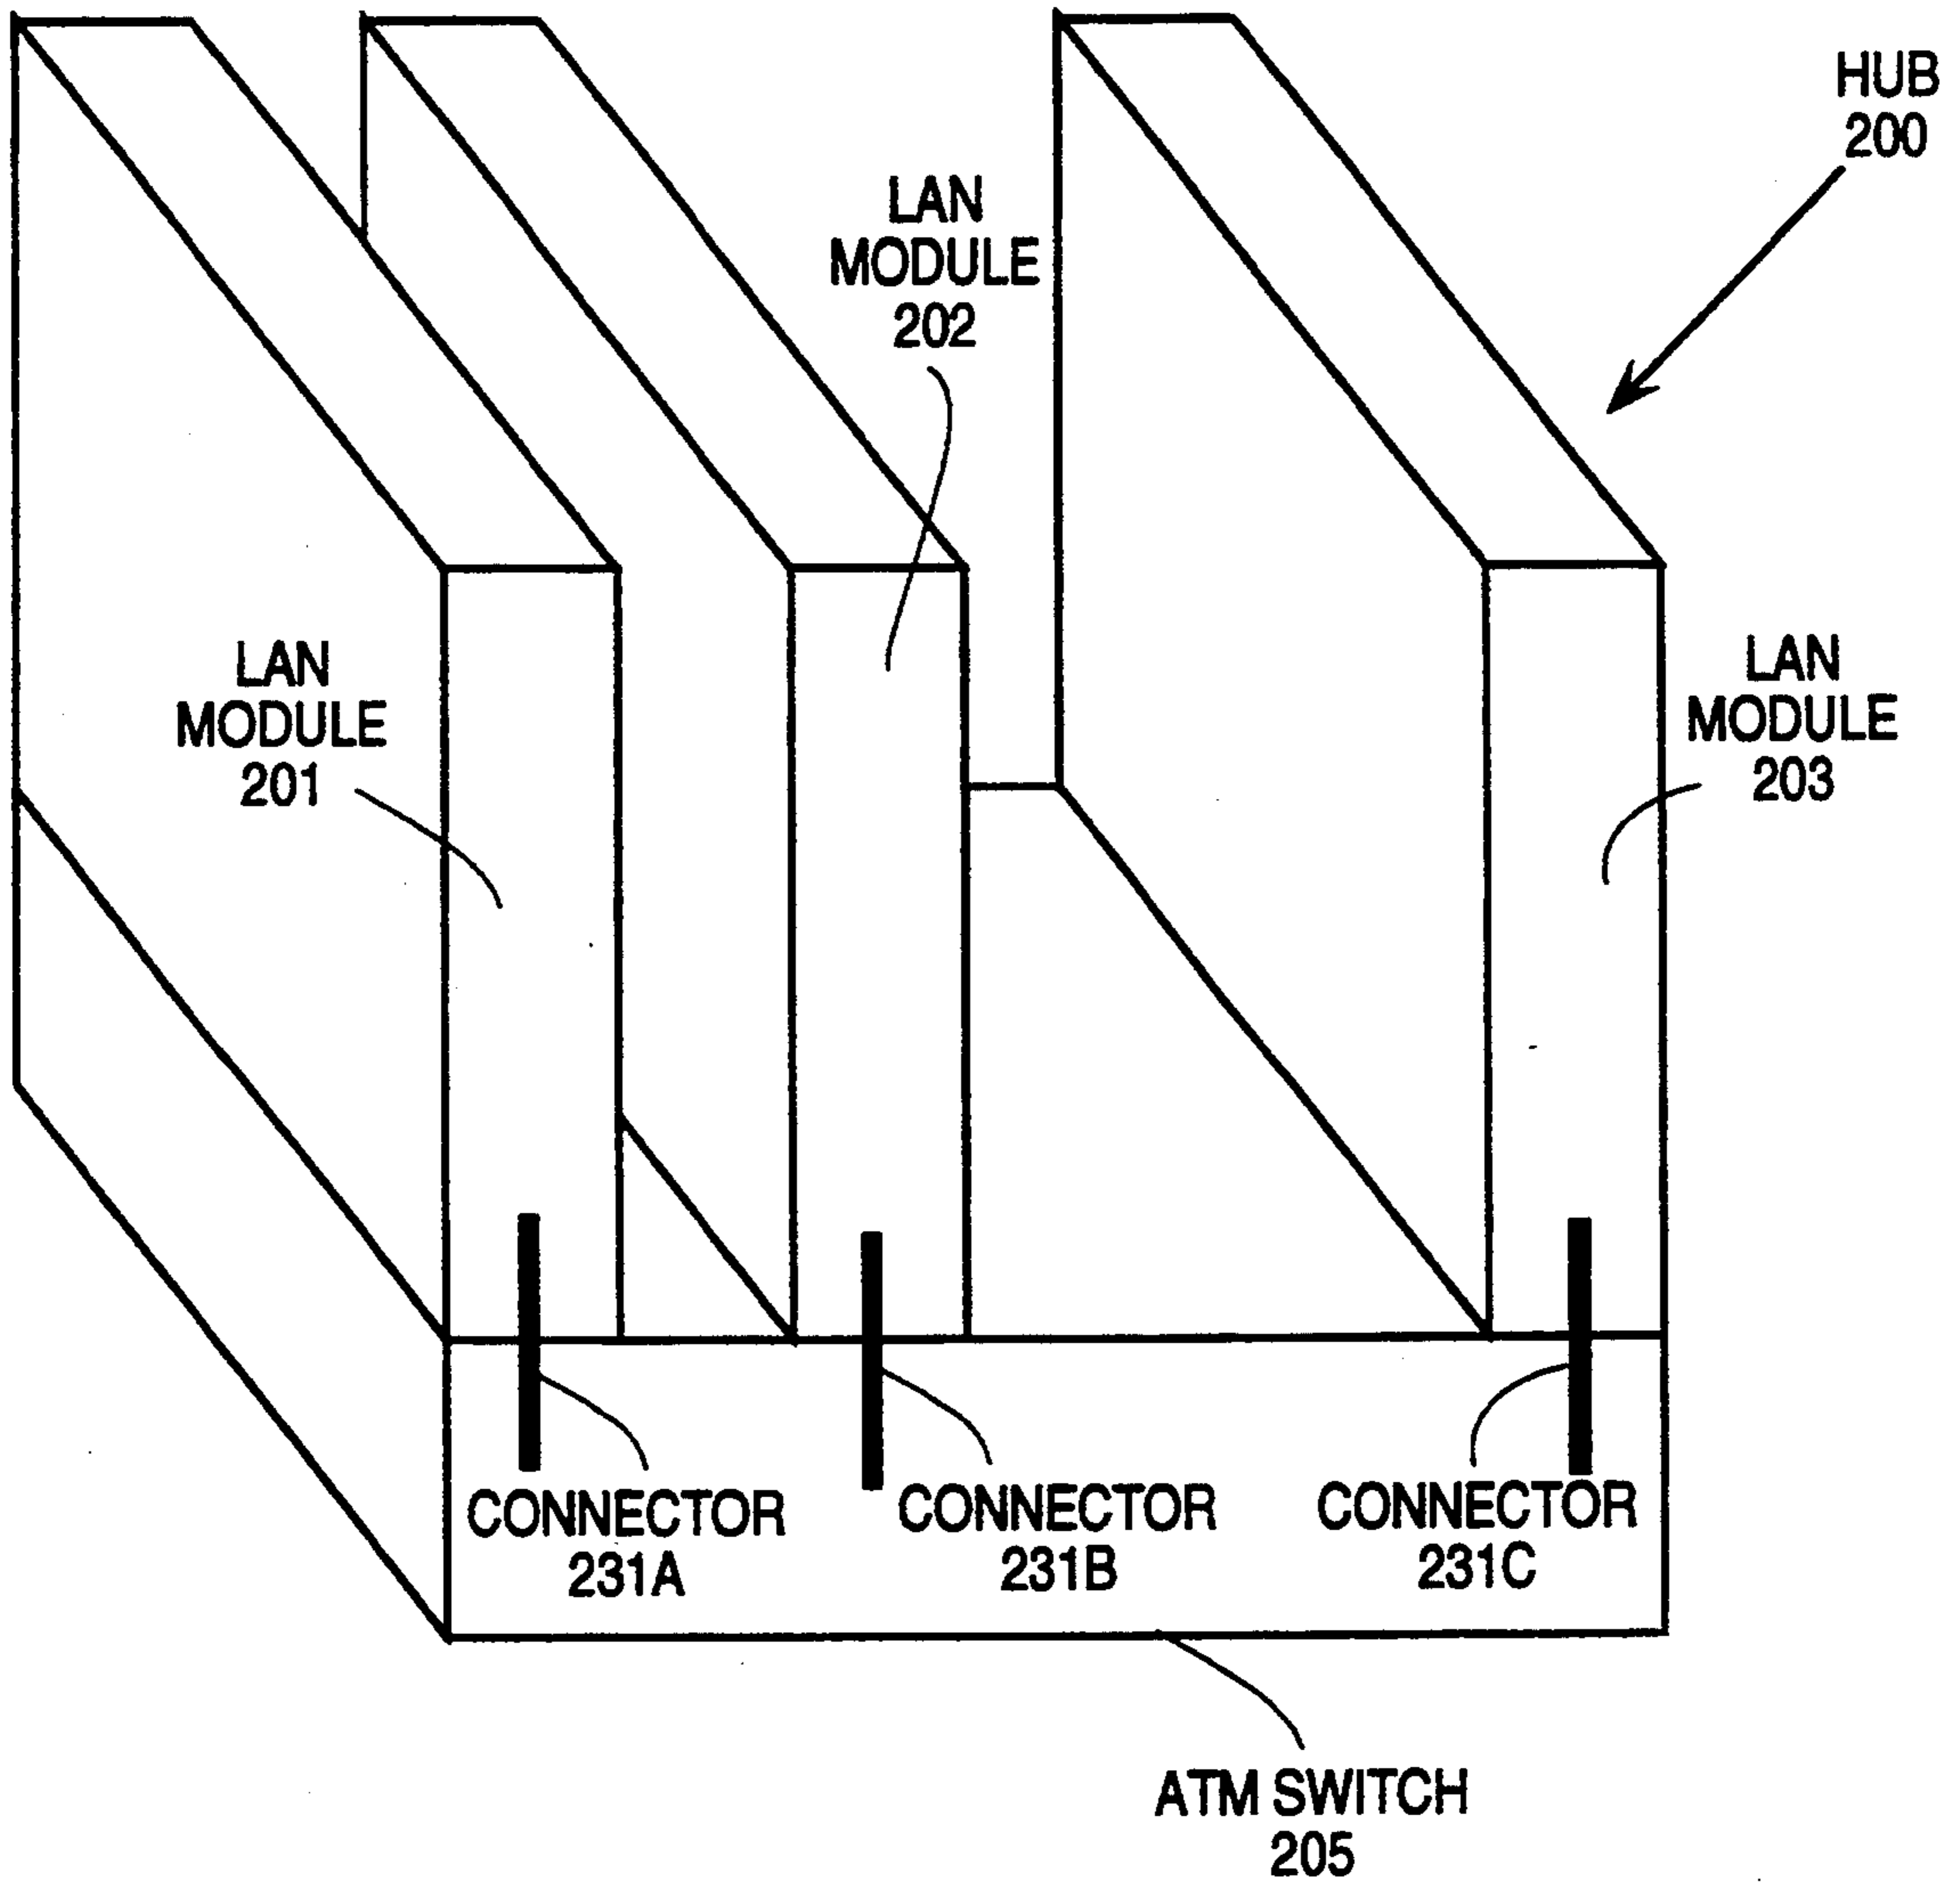 HUB
200
LAN
MODULE
202
LAN
MODULE
201
LAN
MODULE
203
CONNECTOR
231A
CONNECTOR
231B
CONNECTOR
231C
ATM SWITCH
205